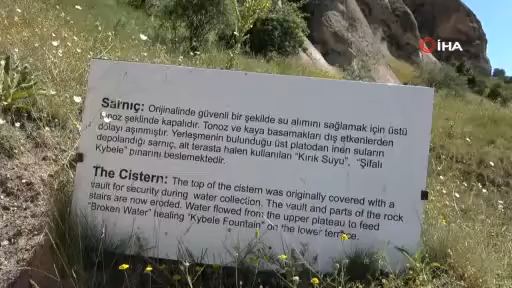 İHA
Sarnıç: Orijinalinde güvenli bir şekilde su alımını sağlamak için üstü
tonoz şeklinde kapalıdır. Tonoz ve kaya basamakları dış etkenlerden
dolayı aşınmıştır. Yerleşmenin bulunduğu üst platodan inen suların
depolandığı sarnıç, alt terasta halen kullanılan "Kırık Suyu", "Şifalı
Kybele" pınarını beslemektedir.
The Cistern: The top of the cistern was originally covered with a
vault for security during water collection. The vault and parts of the rock
stairs are now eroded. Water flowed from the upper plateau to feed
"Broken Water" healing "Kybele Fountain" on the lower terrace.